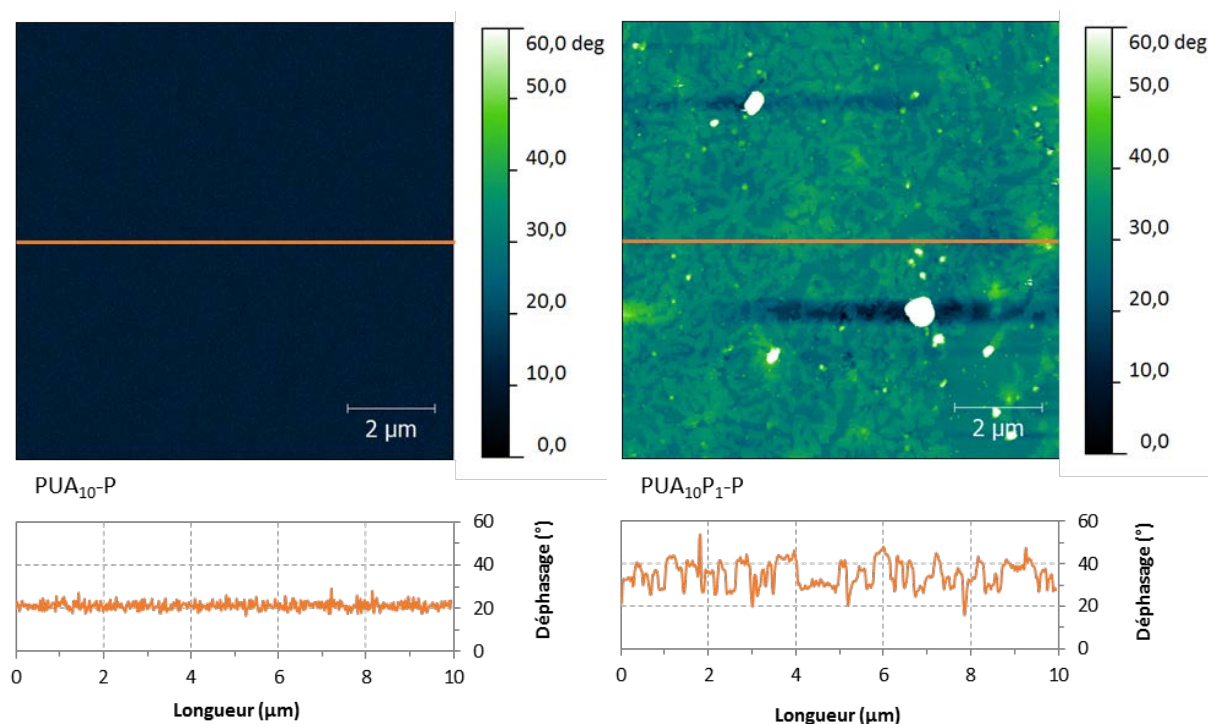 60,0 deg
50,0
40,0
30,0
20,0
10,0
0,0
2 µm
PUA₁₀-P
60
40
20
0
Déphasage (°)
0 2 4 6 8 10
Longueur (µm)
60,0 deg
50,0
40,0
30,0
20,0
10,0
0,0
2 µm
PUA₁₀P₁-P
60
40
20
0
Déphasage (°)
0 2 4 6 8 10
Longueur (µm)